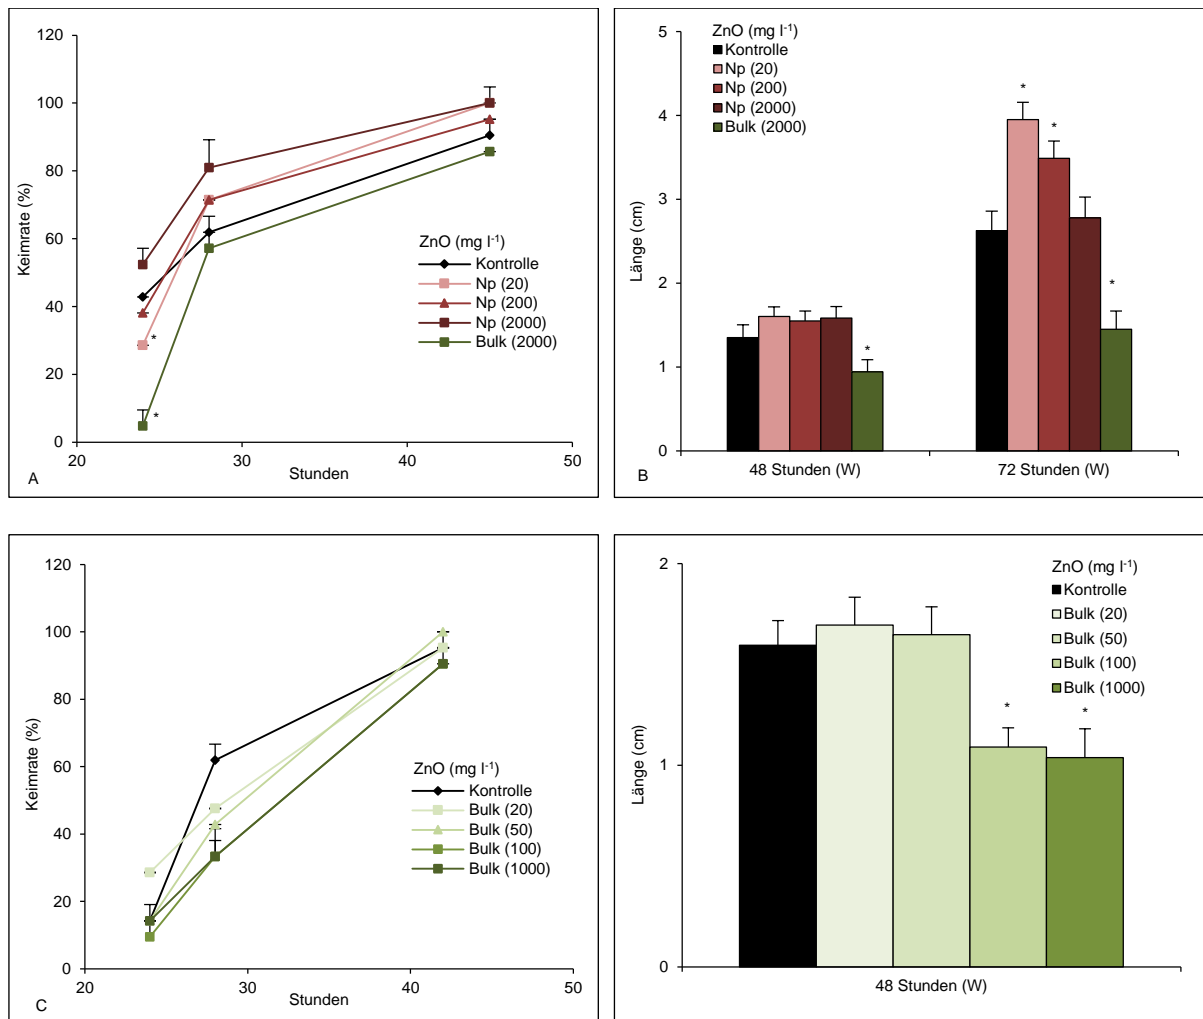 120
100
80
60
40
20
0
20
30
40
50
Keimrate (%)
Stunden
A
ZnO (mg l⁻¹)
Kontrolle
Np (20)
Np (200)
Np (2000)
Bulk (2000)
*
*
ZnO (mg l⁻¹)
Kontrolle
Np (20)
Np (200)
Np (2000)
Bulk (2000)
5
4
3
2
1
0
Länge (cm)
*
*
*
*
48 Stunden (W)
72 Stunden (W)
B
120
100
80
60
40
20
0
20
30
40
50
Keimrate (%)
Stunden
C
ZnO (mg l⁻¹)
Kontrolle
Bulk (20)
Bulk (50)
Bulk (100)
Bulk (1000)
2
1
0
Länge (cm)
ZnO (mg l⁻¹)
Kontrolle
Bulk (20)
Bulk (50)
Bulk (100)
Bulk (1000)
*
*
48 Stunden (W)